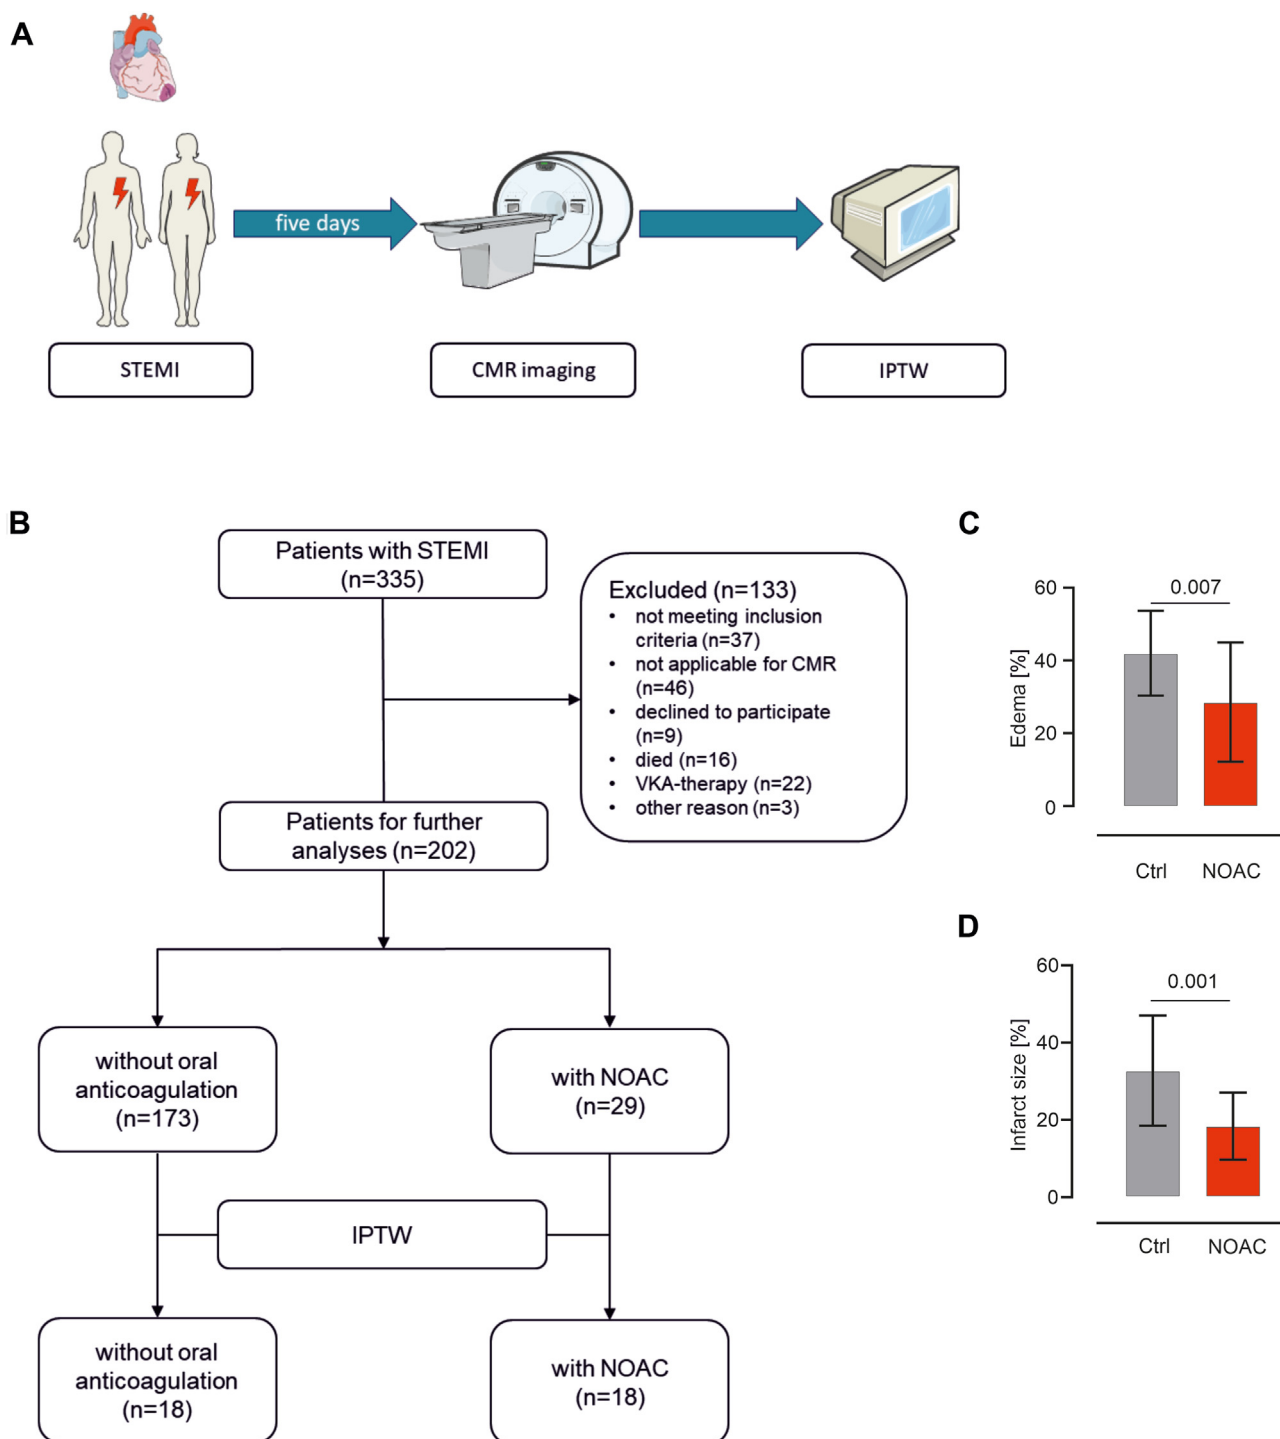 A
five days
STEMI
CMR imaging
IPTW
B
Patients with STEMI
(n=335)
Excluded (n=133)
• not meeting inclusion
criteria (n=37)
• not applicable for CMR
(n=46)
• declined to participate
(n=9)
• died (n=16)
• VKA-therapy (n=22)
• other reason (n=3)
Patients for further
analyses (n=202)
without oral
anticoagulation
(n=173)
with NOAC
(n=29)
IPTW
without oral
anticoagulation
(n=18)
with NOAC
(n=18)
C
0.007
60
40
20
0
Edema [%]
Ctrl
NOAC
D
0.001
60
40
20
0
Infarct size [%]
Ctrl
NOAC